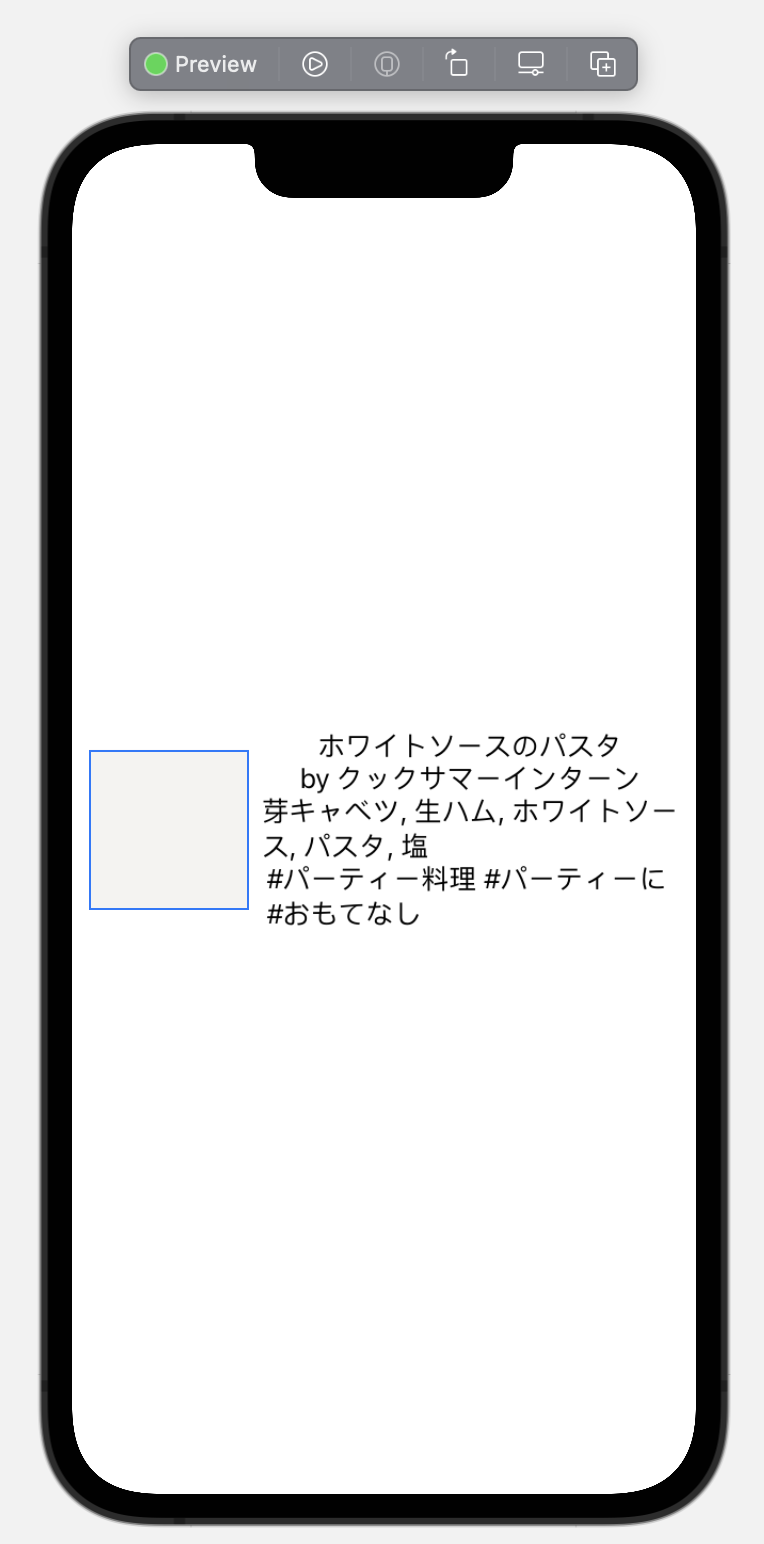 Preview
ホワイトソースのパスタ
by クックサマーインターン
芽キャベツ, 生ハム, ホワイトソー
ス, パスタ, 塩
#パーティー料理 #パーティーに
#おもてなし